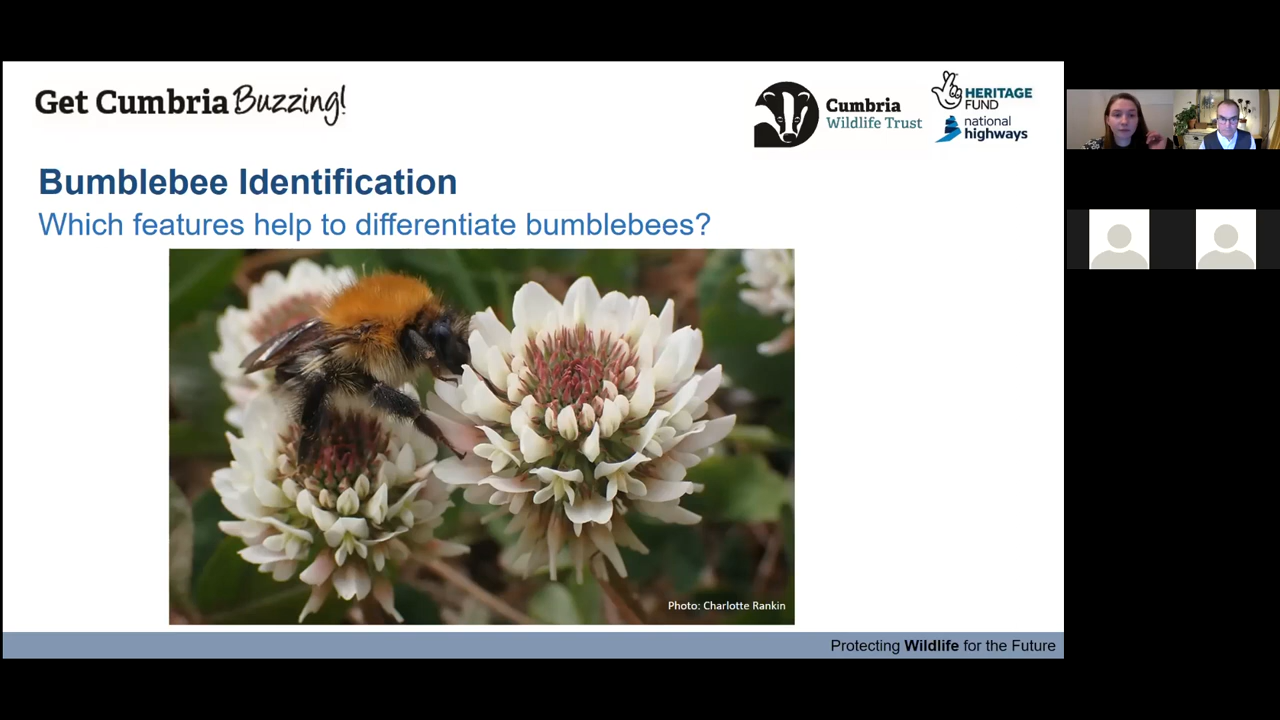 Get Cumbria Buzzing!
Cumbria
Wildlife Trust
HERITAGE
FUND
national
highways
Bumblebee Identification
Which features help to differentiate bumblebees?
Photo: Charlotte Rankin
Protecting Wildlife for the Future